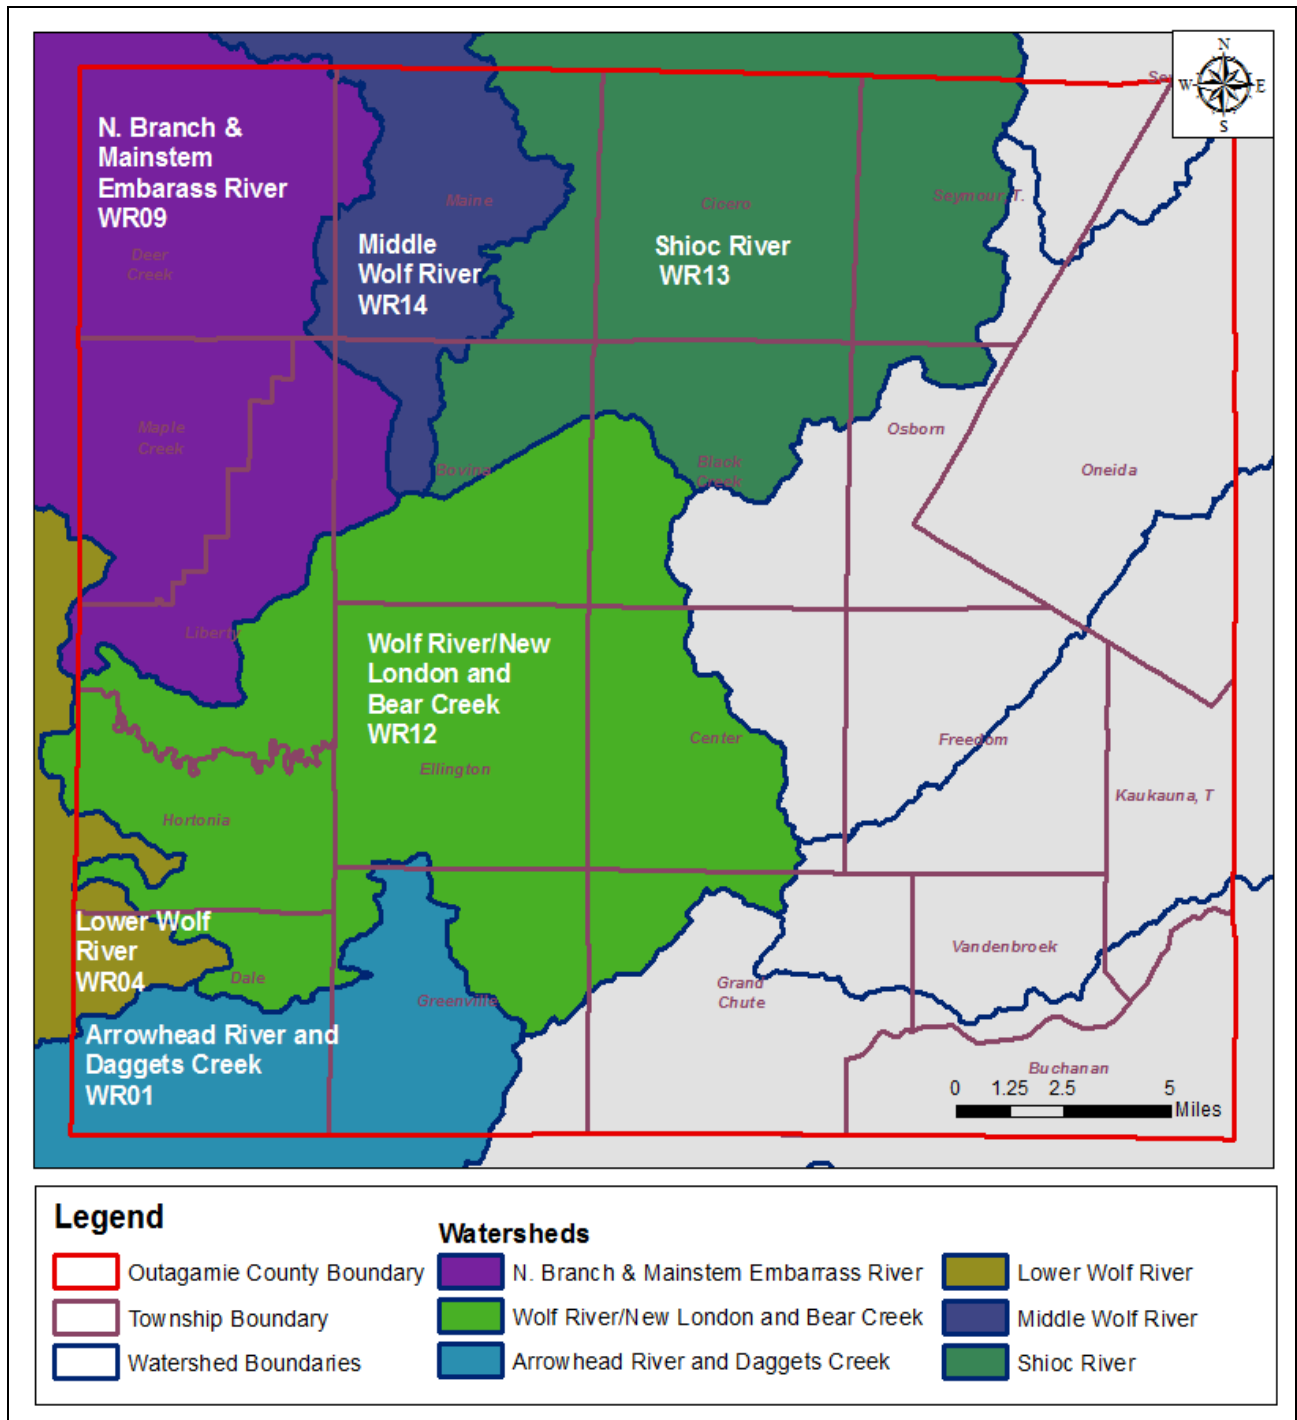 N
W
E
S
N. Branch &
Mainstem
Embarass River
WR09
Deer
Creek
Maine
Middle
Wolf River
WR14
Cicero
Shioc River
WR13
Seymour, T.
Maple
Creek
Bovina
Black
Creek
Osborn
Oneida
Liberty
Wolf River/New
London and
Bear Creek
WR12
Ellington
Center
Freedom
Kaukauna, T
Hortonia
Lower Wolf
River
WR04
Dale
Greenville
Grand
Chute
Vandenbroek
Arrowhead River and
Daggets Creek
WR01
Buchanan
0 1.25 2.5 5
Miles
Legend
Outagamie County Boundary
Township Boundary
Watershed Boundaries
Watersheds
N. Branch & Mainstem Embarrass River
Wolf River/New London and Bear Creek
Arrowhead River and Daggets Creek
Lower Wolf River
Middle Wolf River
Shioc River